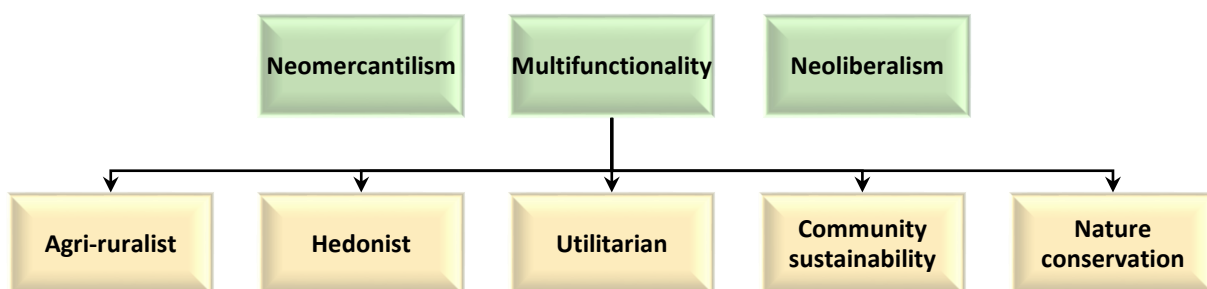 Neomercantilism
Multifunctionality
Neoliberalism
Agri-ruralist
Hedonist
Utilitarian
Community
sustainability
Nature
conservation